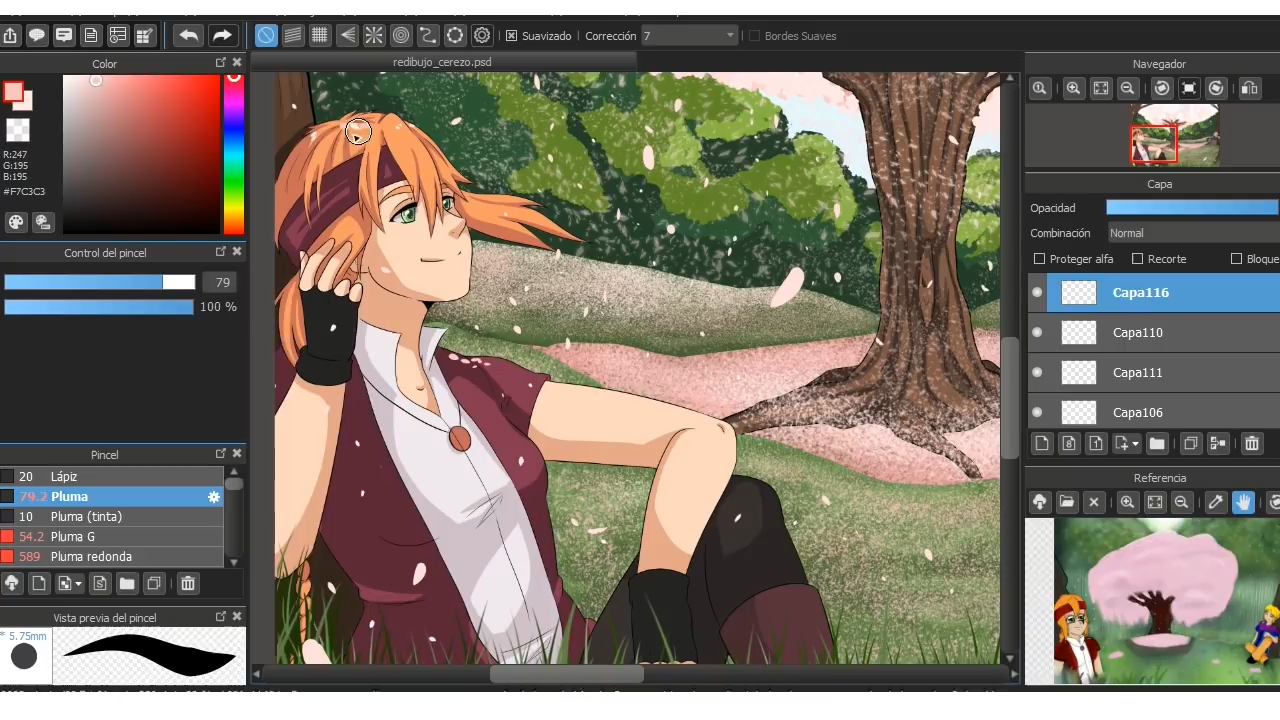 Suavizado
Corrección
7
Bordes Suaves
Color
redibujo_cerezo.psd
Navegador
R:247
G:195
B:195
#F7C3C3
Capa
Opacidad
Combinación
Normal
Proteger alfa
Recorte
Bloque
Control del pincel
79
100 %
Capa116
Capa110
Capa111
Capa106
Pincel
20 Lápiz
79.2 Pluma
10 Pluma (tinta)
54.2 Pluma G
589 Pluma redonda
Referencia
Vista previa del pincel
* 5.75mm